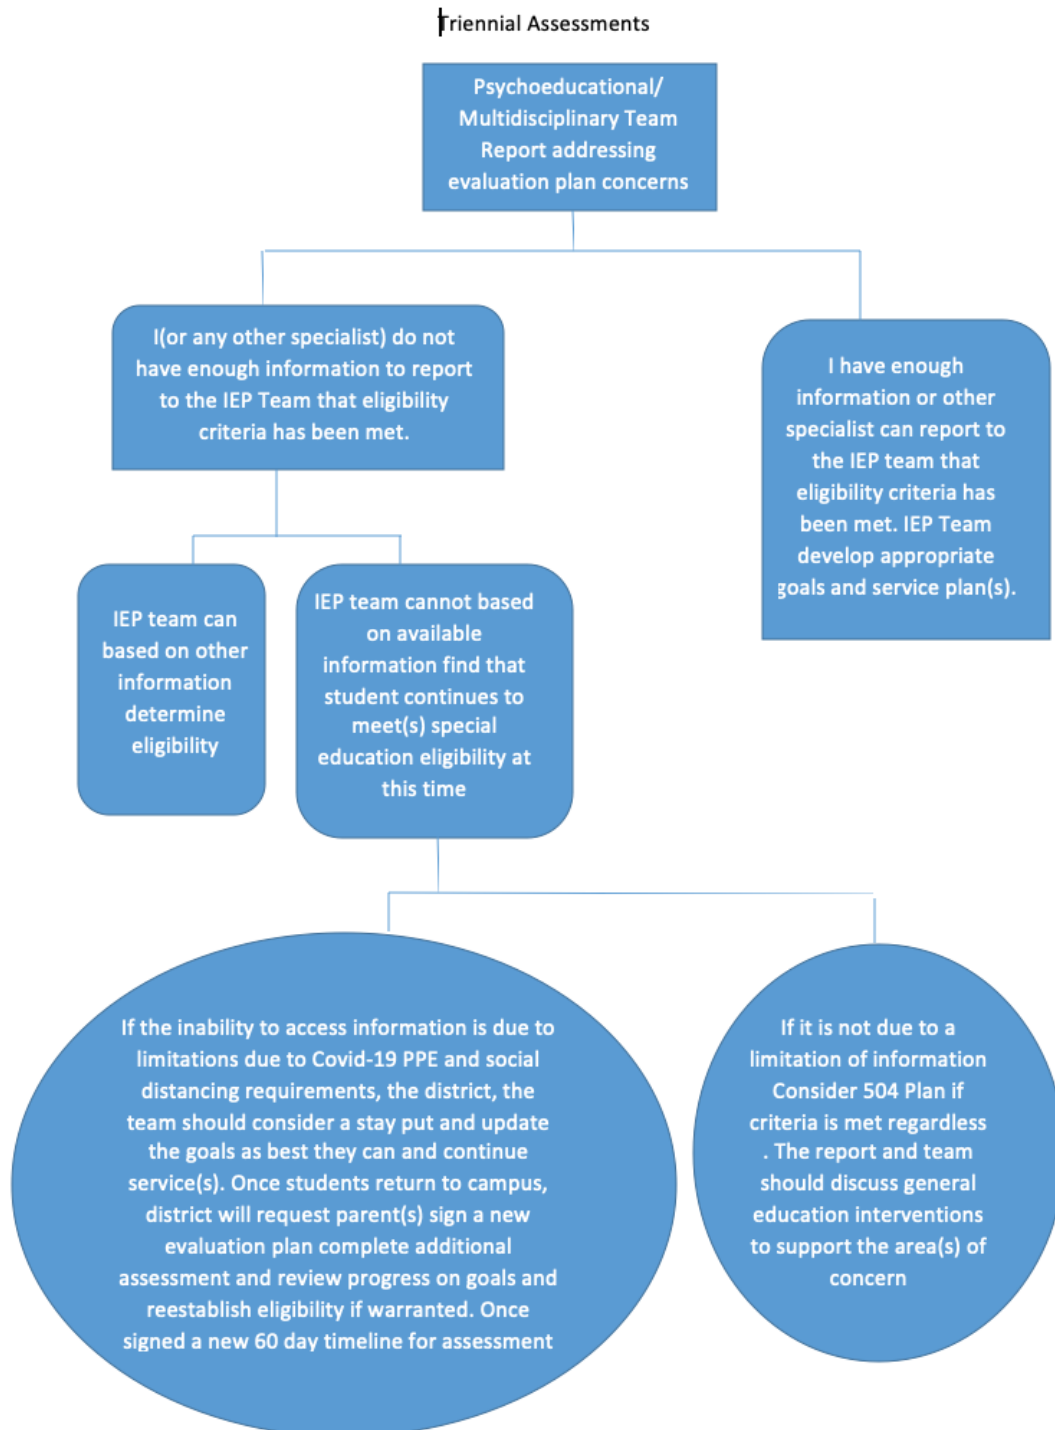 Triennial Assessments
Psychoeducational/
Multidisciplinary Team
Report addressing
evaluation plan concerns
I(or any other specialist) do not
have enough information to report
to the IEP Team that eligibility
criteria has been met.
I have enough
information or other
specialist can report to
the IEP team that
eligibility criteria has
been met. IEP Team
develop appropriate
goals and service plan(s).
IEP team can
based on other
information
determine
eligibility
IEP team cannot based
on available
information find that
student continues to
meet(s) special
education eligibility at
this time
If the inability to access information is due to
limitations due to Covid-19 PPE and social
distancing requirements, the district, the
team should consider a stay put and update
the goals as best they can and continue
service(s). Once students return to campus,
district will request parent(s) sign a new
evaluation plan complete additional
assessment and review progress on goals and
reestablish eligibility if warranted. Once
signed a new 60 day timeline for assessment
If it is not due to a
limitation of information
Consider 504 Plan if
criteria is met regardless
. The report and team
should discuss general
education interventions
to support the area(s) of
concern